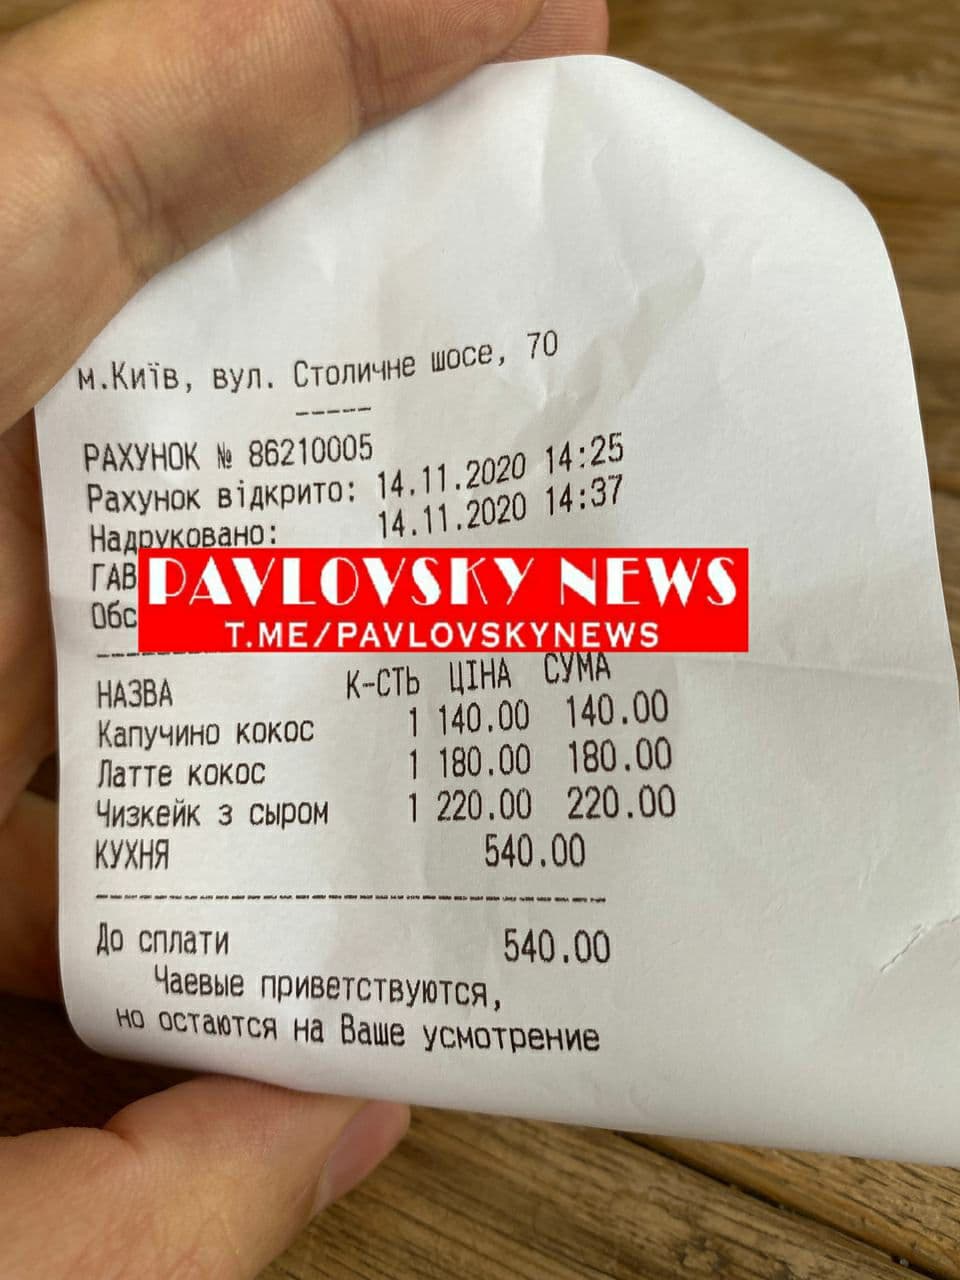 м.Київ, вул. Столичне шосе, 70
-----
РАХУНОК № 86210005
Рахунок відкрито: 14.11.2020 14:25
Надруковано: 14.11.2020 14:37
ГАВ
Обс
PAVLOVSKY NEWS
T.ME/PAVLOVSKYNEWS
НАЗВА К-СТЬ ЦІНА СУМА
Капучино кокос 1 140.00 140.00
Латте кокос 1 180.00 180.00
Чизкейк з сыром 1 220.00 220.00
КУХНЯ 540.00
До сплати 540.00
Чаевые приветствуются,
но остаются на Ваше усмотрение